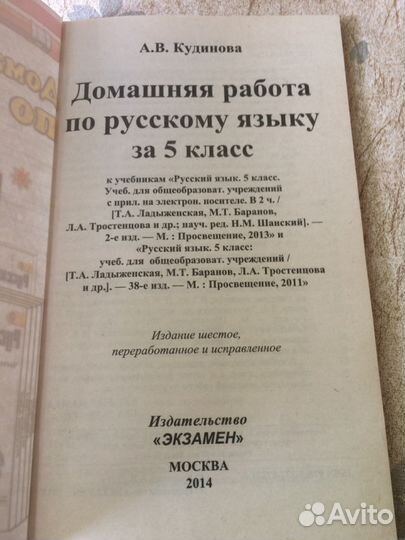 А.В. Кудинова
Домашняя работа
по русскому языку
за 5 класс
к учебникам «Русский язык. 5 класс.
Учеб. для общеобразоват. учреждений
с прил. на электрон. носителе. В 2 ч. /
[Т.А. Ладыженская, М.Т. Баранов,
Л.А. Тростенцова и др.; науч. ред. Н.М. Шанский]. —
2-е изд. — М. : Просвещение, 2013» и
«Русский язык. 5 класс:
учеб. для общеобразоват. учреждений /
[Т.А. Ладыженская, М.Т. Баранов, Л.А. Тростенцова
и др.]. — 38-е изд. — М. : Просвещение, 2011»
Издание шестое,
переработанное и исправленное
Издательство
«ЭКЗАМЕН»
МОСКВА
2014
Avito